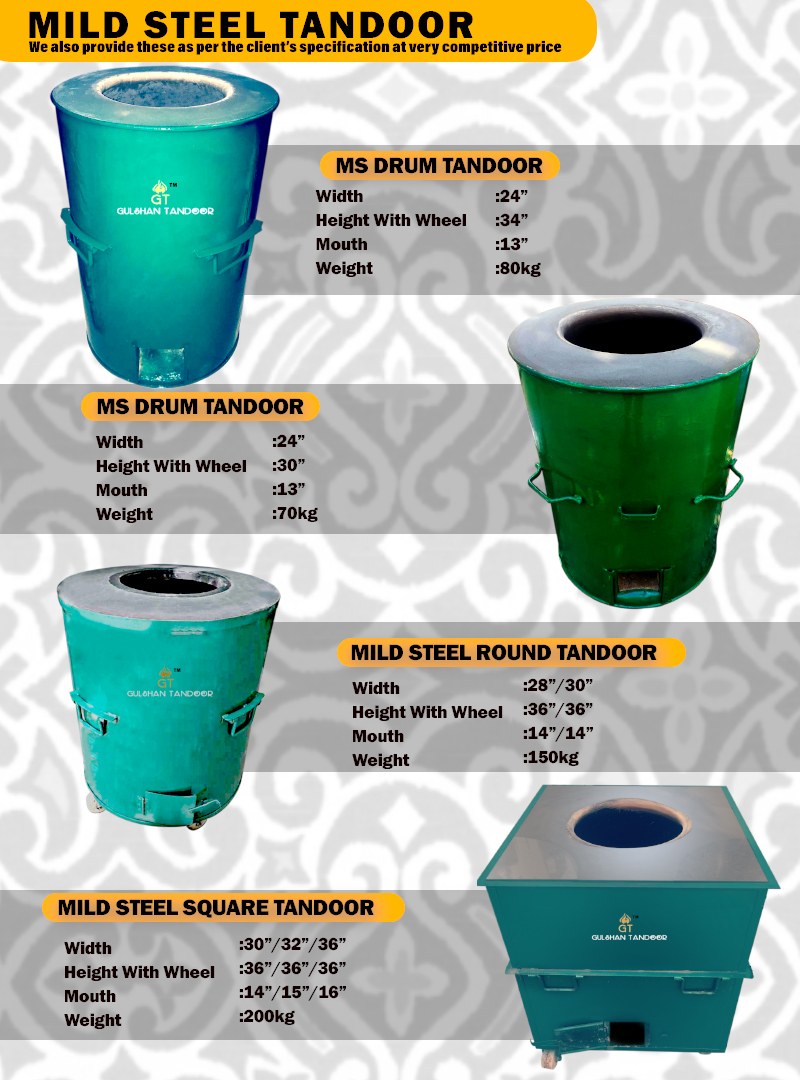 MILD STEEL TANDOOR
We also provide these as per the client's specification at very competitive price
TM
GT
GULSHAN TANDOOR
MS DRUM TANDOOR
Width :24”
Height With Wheel :34”
Mouth :13”
Weight :80kg
MS DRUM TANDOOR
Width :24”
Height With Wheel :30”
Mouth :13”
Weight :70kg
TM
GT
GULSHAN TANDOOR
MILD STEEL ROUND TANDOOR
Width :28”/30”
Height With Wheel :36”/36”
Mouth :14”/14”
Weight :150kg
MILD STEEL SQUARE TANDOOR
Width :30”/32”/36”
Height With Wheel :36”/36”/36”
Mouth :14”/15”/16”
Weight :200kg
TM
GT
GULSHAN TANDOOR